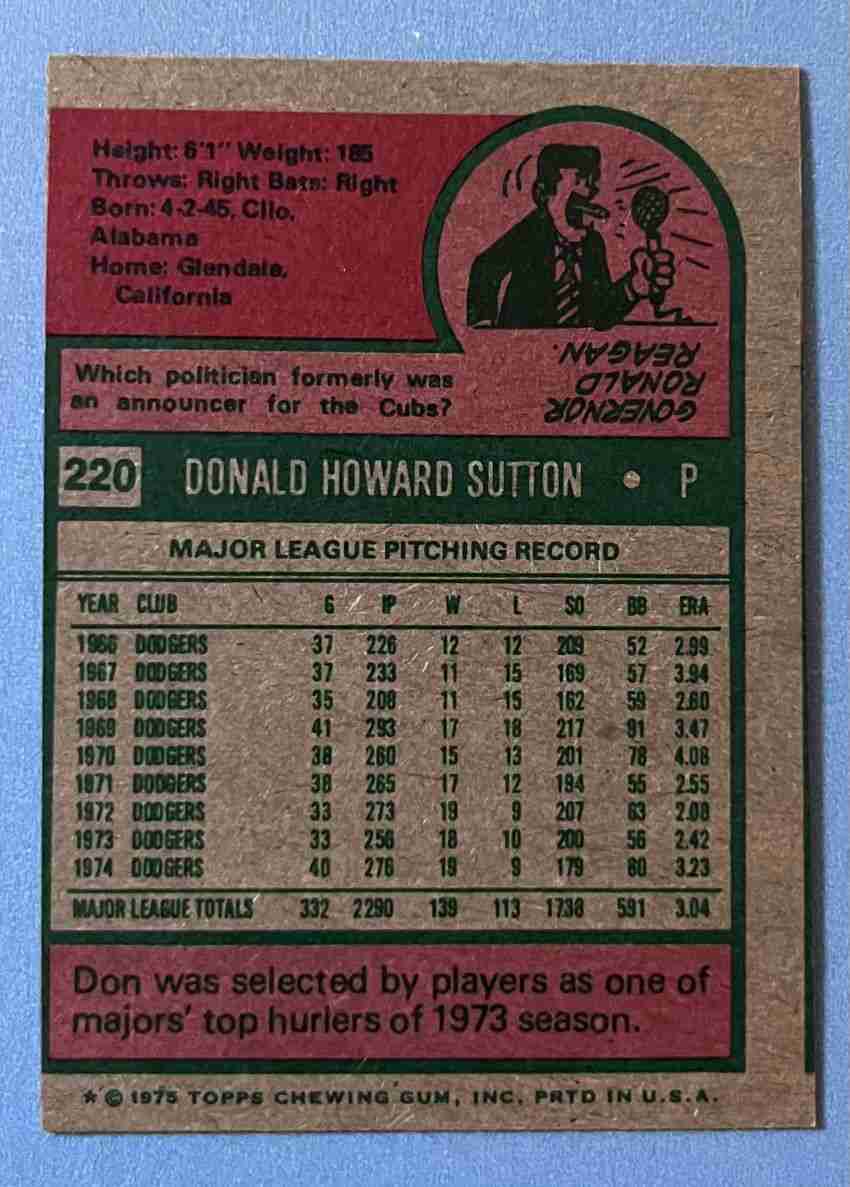 Height: 6'1" Weight: 185
Throws: Right Bats: Right
Born: 4-2-45, Clio,
Alabama
Home: Glendale,
California
Which politician formerly was
an announcer for the Cubs?
GOVERNOR
RONALD
REAGAN.
220 DONALD HOWARD SUTTON • P
MAJOR LEAGUE PITCHING RECORD
YEAR CLUB G IP W L SO BB ERA
1966 DODGERS 37 226 12 12 209 52 2.99
1967 DODGERS 37 233 11 15 169 57 3.94
1968 DODGERS 35 208 11 15 162 59 2.60
1969 DODGERS 41 293 17 18 217 91 3.47
1970 DODGERS 38 260 15 13 201 78 4.08
1971 DODGERS 38 265 17 12 194 55 2.55
1972 DODGERS 33 273 19 9 207 63 2.08
1973 DODGERS 33 256 18 10 200 56 2.42
1974 DODGERS 40 276 19 9 179 80 3.23
MAJOR LEAGUE TOTALS 332 2290 139 113 1738 591 3.04
Don was selected by players as one of
majors' top hurlers of 1973 season.
* © 1975 TOPPS CHEWING GUM, INC. PRTD IN U.S.A.